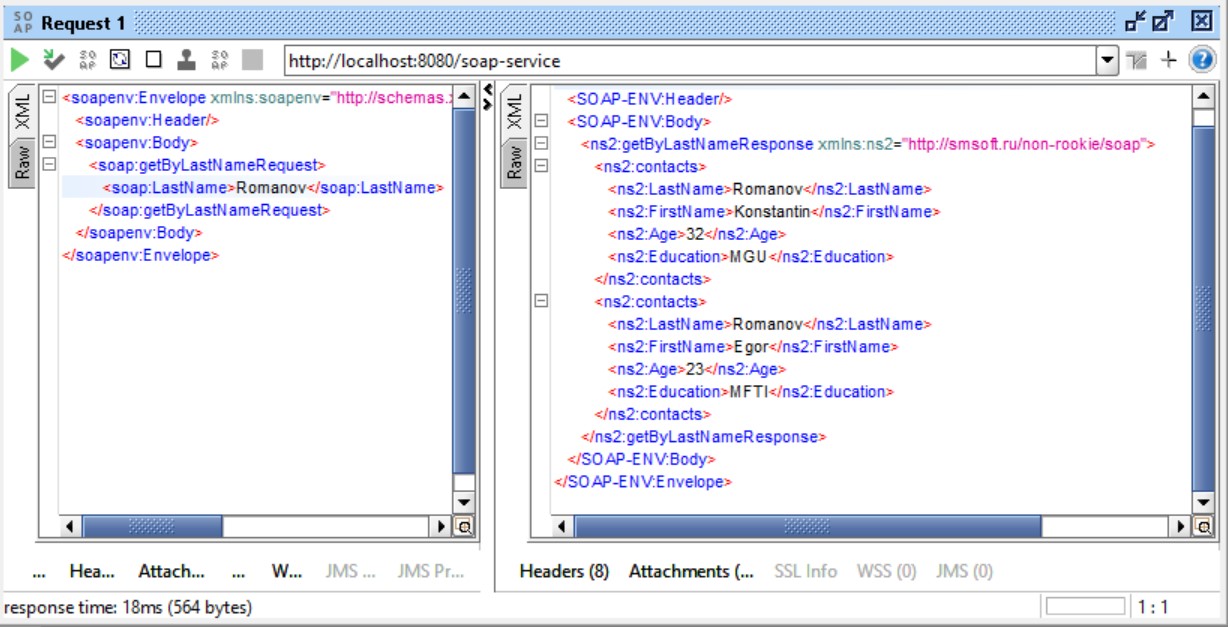 SO AP Request 1
SO AP
SO AP
http://localhost:8080/soap-service
XML
Raw
<soapenv:Envelope xmlns:soapenv="http://schemas.
<soapenv:Header/>
<soapenv:Body>
<soap:getByLastNameRequest>
<soap:LastName>Romanov</soap:LastName>
</soap:getByLastNameRequest>
</soapenv:Body>
</soapenv:Envelope>
XML
Raw
<SOAP-ENV:Header/>
<SOAP-ENV:Body>
<ns2:getByLastNameResponse xmlns:ns2="http://smsoft.ru/non-rookie/soap">
<ns2:contacts>
<ns2:LastName>Romanov</ns2:LastName>
<ns2:FirstName>Konstantin</ns2:FirstName>
<ns2:Age>32</ns2:Age>
<ns2:Education>MGU</ns2:Education>
</ns2:contacts>
<ns2:contacts>
<ns2:LastName>Romanov</ns2:LastName>
<ns2:FirstName>Egor</ns2:FirstName>
<ns2:Age>23</ns2:Age>
<ns2:Education>MFTI</ns2:Education>
</ns2:contacts>
</ns2:getByLastNameResponse>
</SOAP-ENV:Body>
</SOAP-ENV:Envelope>
... Hea... Attach... ... W... JMS ... JMS Pr...
Headers (8) Attachments (... SSL Info WSS (0) JMS (0)
response time: 18ms (564 bytes)
1 : 1